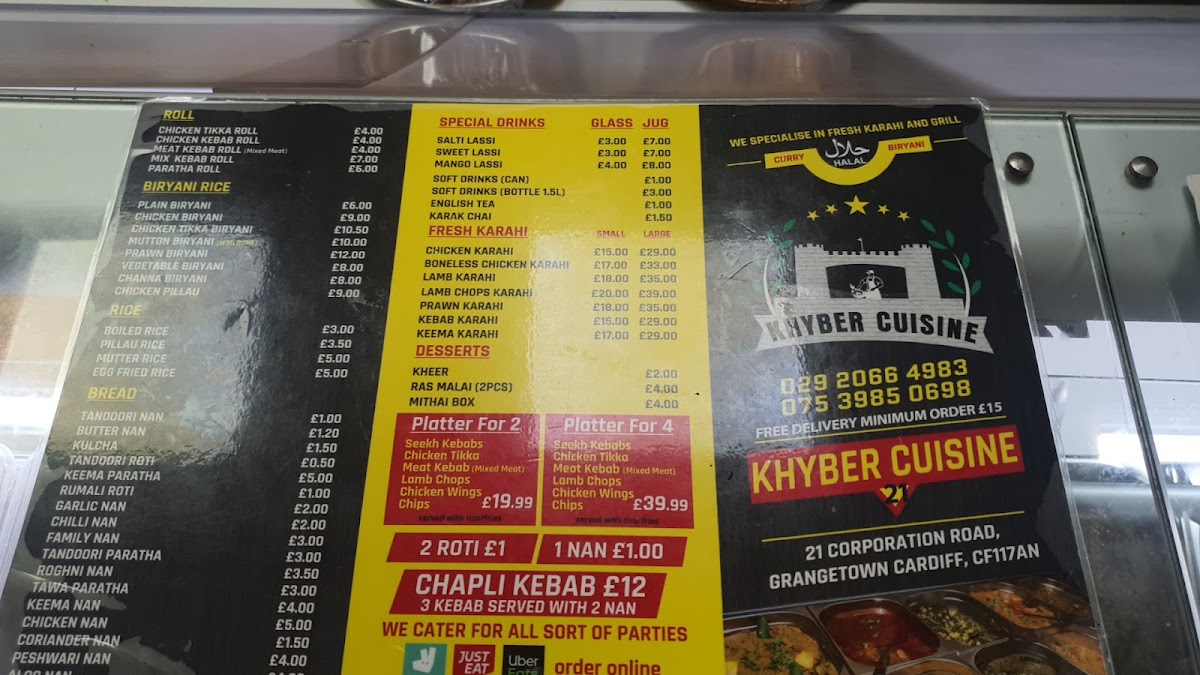 ROLL
CHICKEN TIKKA ROLL £4.00
CHICKEN KEBAB ROLL £4.00
MEAT KEBAB ROLL (Mixed Meat) £4.00
MIX KEBAB ROLL £7.00
PARATHA ROLL £6.00
BIRYANI RICE
PLAIN BIRYANI £6.00
CHICKEN BIRYANI £9.00
CHICKEN TIKKA BIRYANI £10.50
MUTTON BIRYANI (WITH BONE) £10.00
PRAWN BIRYANI £12.00
VEGETABLE BIRYANI £8.00
CHANNA BIRYANI £8.00
CHICKEN PILLAU £9.00
RICE
BOILED RICE £3.00
PILLAU RICE £3.50
MUTTER RICE £5.00
EGG FRIED RICE £5.00
BREAD
TANDOORI NAN £1.00
BUTTER NAN £1.20
KULCHA £1.50
TANDOORI ROTI £0.50
KEEMA PARATHA £5.00
RUMALI ROTI £1.00
GARLIC NAN £2.00
CHILLI NAN £2.00
FAMILY NAN £3.00
TANDOORI PARATHA £3.00
ROGHNI NAN £3.50
TAWA PARATHA £3.00
KEEMA NAN £4.00
CHICKEN NAN £5.00
CORIANDER NAN £1.50
PESHWARI NAN £4.00
SPECIAL DRINKS GLASS JUG
SALTI LASSI £3.00 £7.00
SWEET LASSI £3.00 £7.00
MANGO LASSI £4.00 £8.00
SOFT DRINKS (CAN) £1.00
SOFT DRINKS (BOTTLE 1.5L) £3.00
ENGLISH TEA £1.00
KARAK CHAI £1.50
FRESH KARAHI SMALL LARGE
CHICKEN KARAHI £15.00 £29.00
BONELESS CHICKEN KARAHI £17.00 £33.00
LAMB KARAHI £18.00 £35.00
LAMB CHOPS KARAHI £20.00 £39.00
PRAWN KARAHI £18.00 £35.00
KEBAB KARAHI £15.00 £29.00
KEEMA KARAHI £17.00 £29.00
DESSERTS
KHEER £2.00
RAS MALAI (2PCS) £4.00
MITHAI BOX £4.00
Platter For 2
Seekh Kebabs
Chicken Tikka
Meat Kebab (Mixed Meat)
Lamb Chops
Chicken Wings
Chips £19.99
served with rice/fries
Platter For 4
Seekh Kebabs
Chicken Tikka
Meat Kebab (Mixed Meat)
Lamb Chops
Chicken Wings
Chips £39.99
served with rice/fries
2 ROTI £1
1 NAN £1.00
CHAPLI KEBAB £12
3 KEBAB SERVED WITH 2 NAN
WE CATER FOR ALL SORT OF PARTIES
JUST EAT
Uber Eats
order online
WE SPECIALISE IN FRESH KARAHI AND GRILL
CURRY حلال BIRYANI
HALAL
KHYBER CUISINE
029 2066 4983
075 3985 0698
FREE DELIVERY MINIMUM ORDER £15
KHYBER CUISINE
21
21 CORPORATION ROAD,
GRANGETOWN CARDIFF, CF117AN